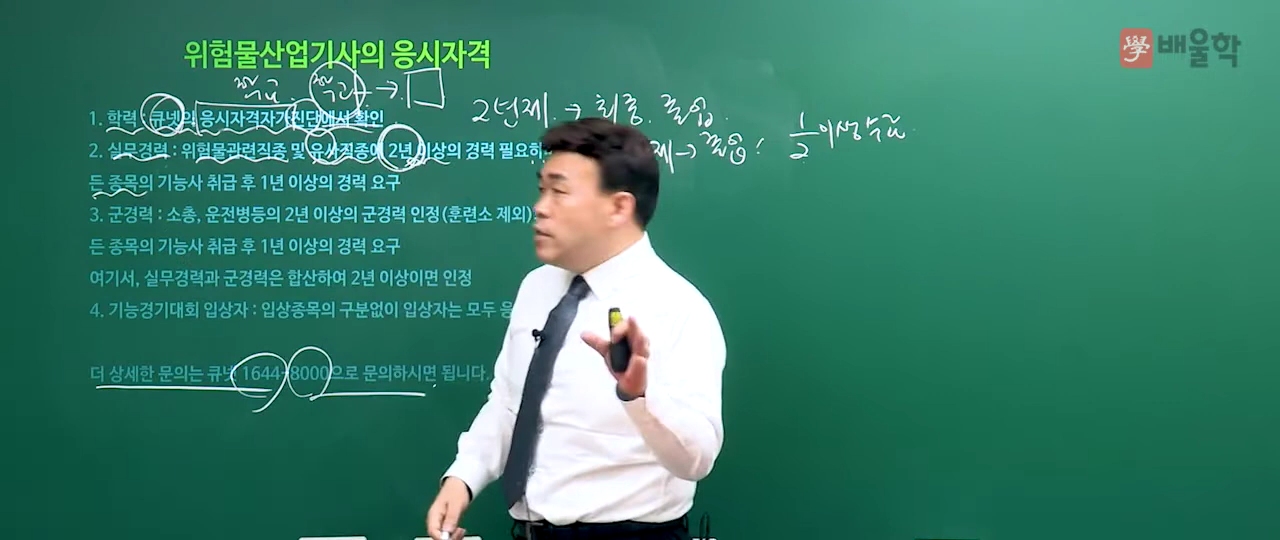 위험물산업기사의 응시자격
學 배울학
학교 학과 →
1. 학력 : 큐넷의 응시자격자가진단에서 확인
2년제 → 최종 졸업
2. 실무경력 : 위험물관련직종 및 유사직종에 2년 이상의 경력 필요하
제 → 졸업 1/2 이상 수료
든 종목의 기능사 취급 후 1년 이상의 경력 요구
3. 군경력 : 소총, 운전병등의 2년 이상의 군경력 인정(훈련소 제외)
든 종목의 기능사 취급 후 1년 이상의 경력 요구
여기서, 실무경력과 군경력은 합산하여 2년 이상이면 인정
4. 기능경기대회 입상자 : 입상종목의 구분없이 입상자는 모두 응
더 상세한 문의는 큐넷 1644-8000으로 문의하시면 됩니다.